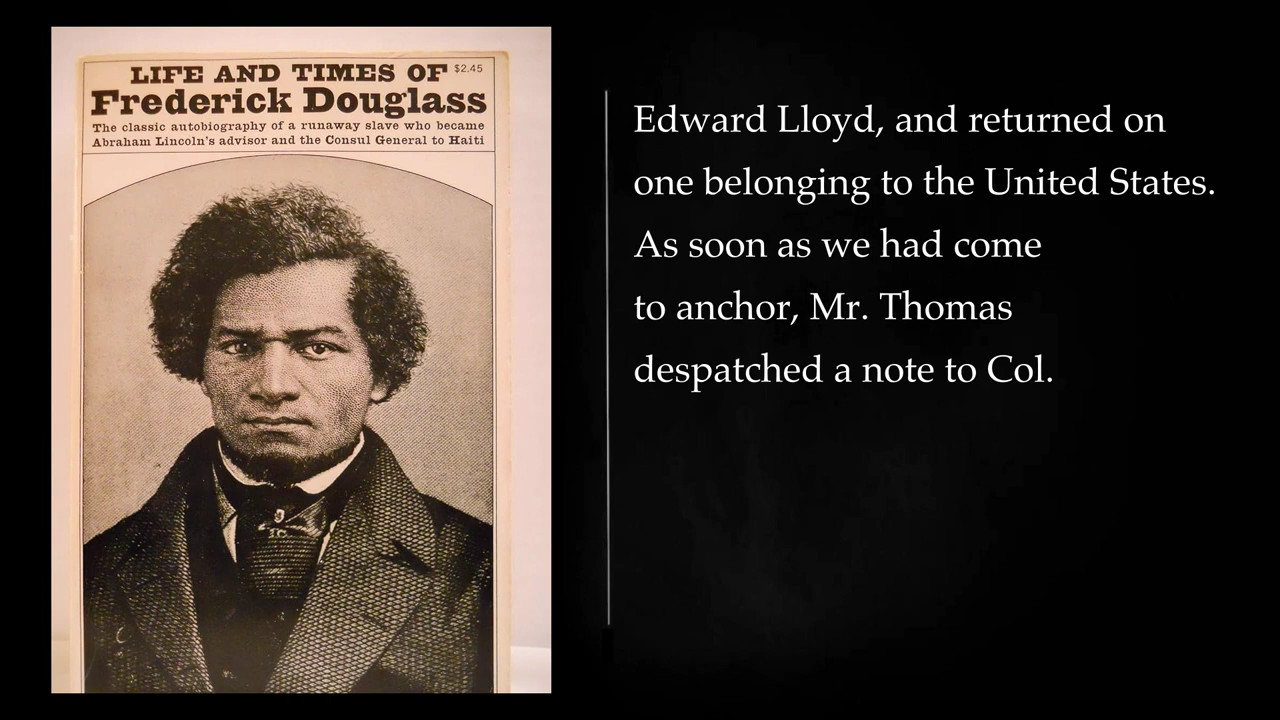 LIFE AND TIMES OF $2.45
Frederick Douglass
The classic autobiography of a runaway slave who became
Abraham Lincoln's advisor and the Consul General to Haiti
Edward Lloyd, and returned on
one belonging to the United States.
As soon as we had come
to anchor, Mr. Thomas
despatched a note to Col.